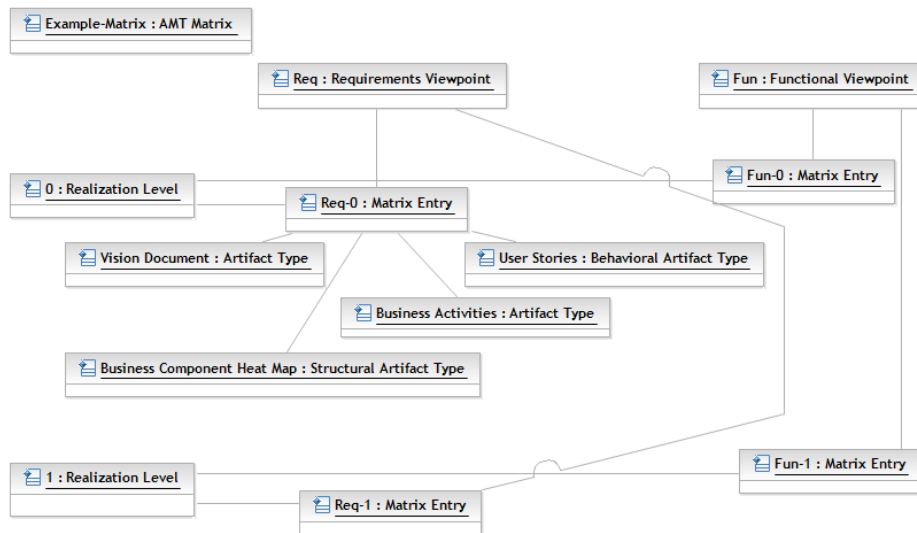 Example-Matrix : AMT Matrix
Req : Requirements Viewpoint
Fun : Functional Viewpoint
Fun-0 : Matrix Entry
0 : Realization Level
Req-0 : Matrix Entry
Vision Document : Artifact Type
User Stories : Behavioral Artifact Type
Business Activities : Artifact Type
Business Component Heat Map : Structural Artifact Type
Fun-1 : Matrix Entry
1 : Realization Level
Req-1 : Matrix Entry